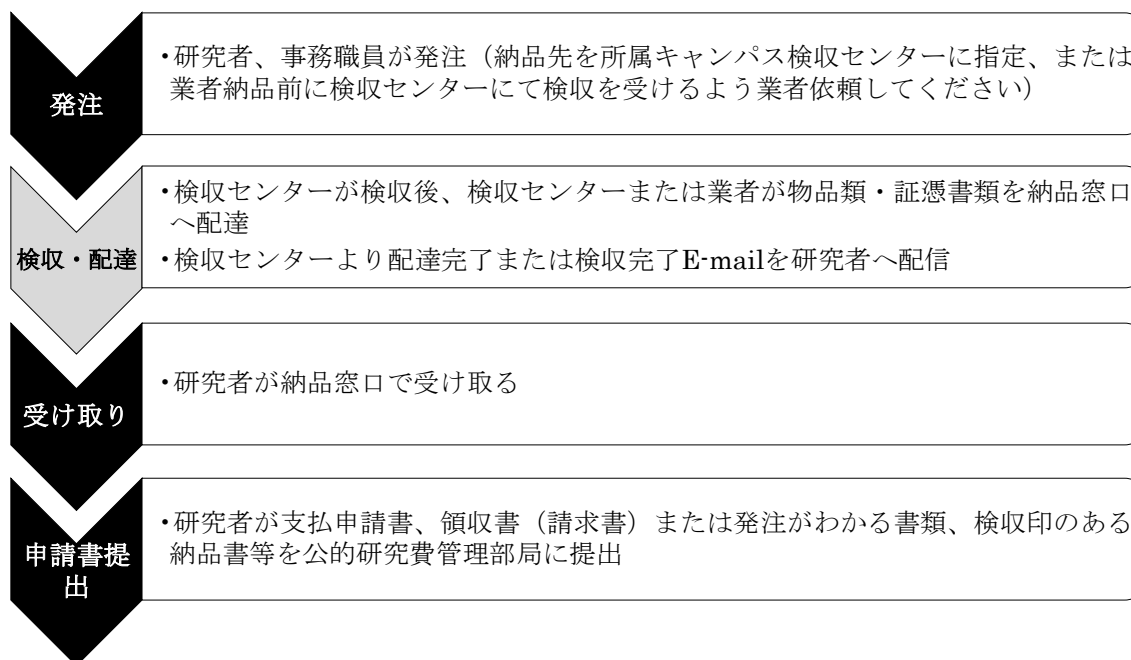 発注
・研究者、事務職員が発注（納品先を所属キャンパス検収センターに指定、または
業者納品前に検収センターにて検収を受けるよう業者依頼してください）
検収・配達
・検収センターが検収後、検収センターまたは業者が物品類・証憑書類を納品窓口
へ配達
・検収センターより配達完了または検収完了E-mailを研究者へ配信
受け取り
・研究者が納品窓口で受け取る
申請書提
出
・研究者が支払申請書、領収書（請求書）または発注がわかる書類、検収印のある
納品書等を公的研究費管理部局に提出